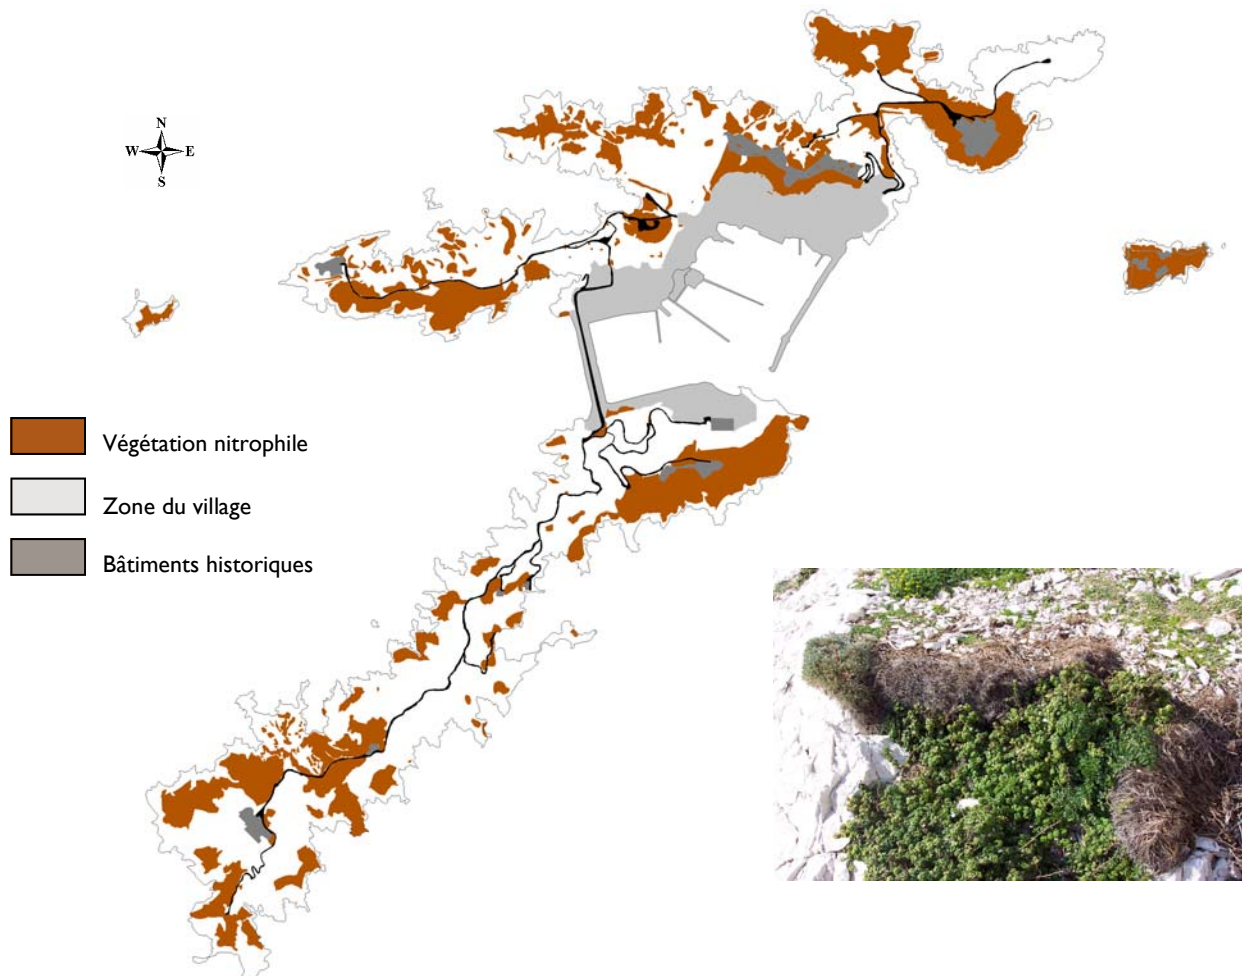 N
W E
S
Végétation nitrophile
Zone du village
Bâtiments historiques